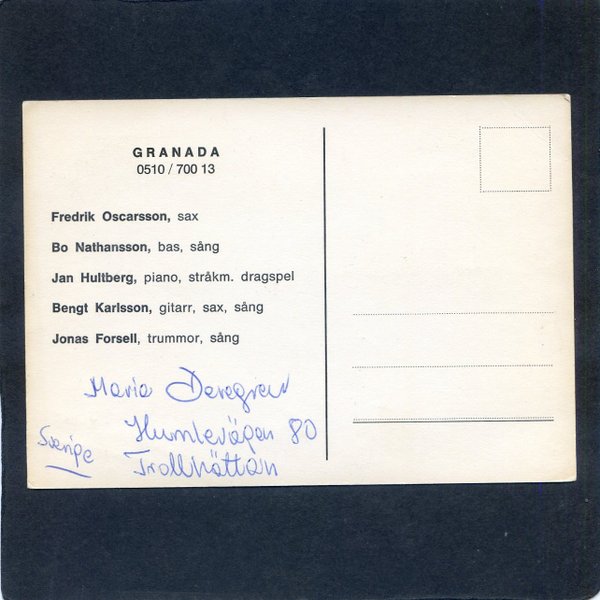 GRANADA
0510 / 700 13
Fredrik Oscarsson, sax
Bo Nathansson, bas, sång
Jan Hultberg, piano, stråkm. dragspel
Bengt Karlsson, gitarr, sax, sång
Jonas Forsell, trummor, sång
Maria
Humlevägen 80
Sverige
Trollhättan